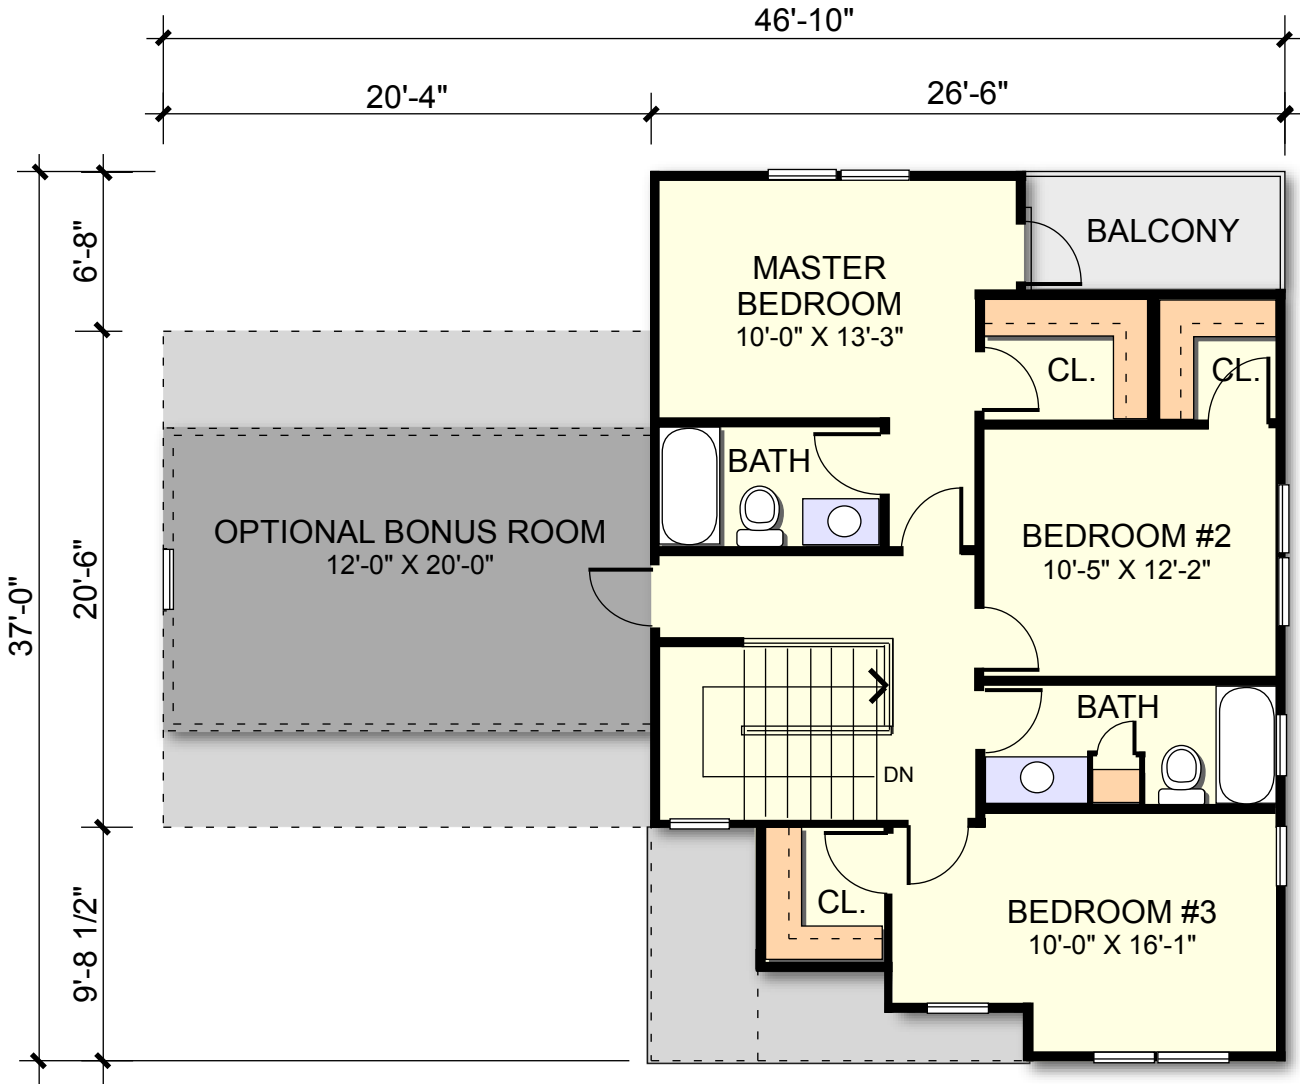 46'-10"
20'-4"
26'-6"
6'-8"
BALCONY
MASTER
BEDROOM
10'-0" X 13'-3"
CL.
CL.
BATH
OPTIONAL BONUS ROOM
12'-0" X 20'-0"
BEDROOM #2
10'-5" X 12'-2"
20'-6"
37'-0"
BATH
DN
CL.
BEDROOM #3
10'-0" X 16'-1"
9'-8 1/2"